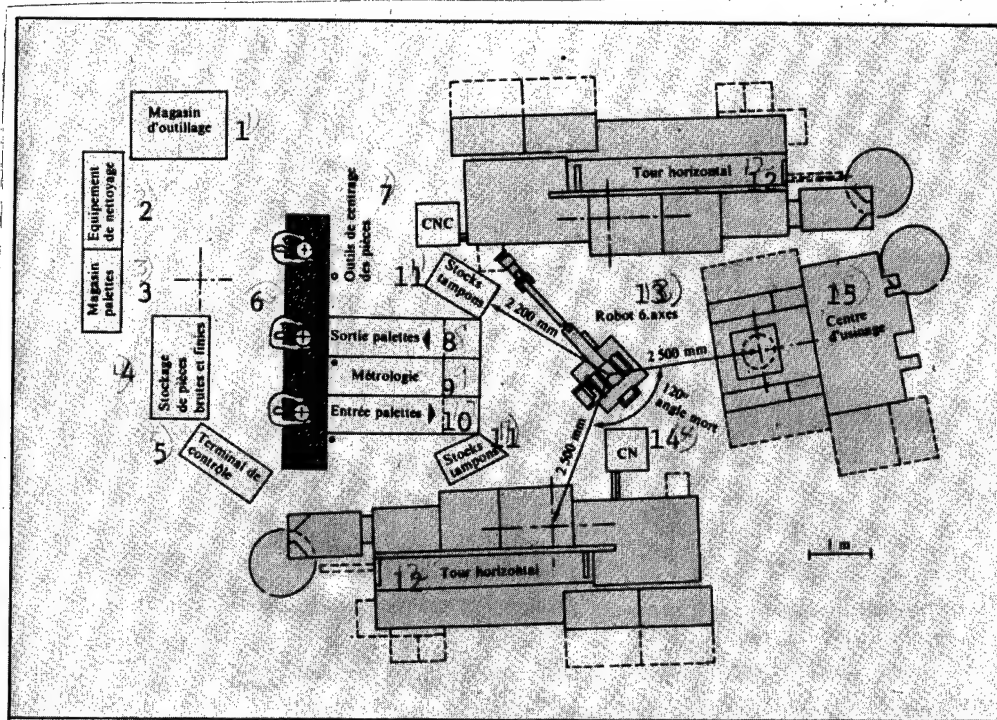 Magasin
d'outillage
1
Equipement
de nettoyage
2
Magasin
palettes
3
4
Stockage
de pièces
brutes et finies
5
Terminal de
contrôle
6
7
Outils de centrage
des pièces
Sortie palettes
8
Métrologie
9
Entrée palettes
10
CNC
11
Stocks
tampons
11
Stocks
tampons
Tour horizontal
12
13
Robot 6 axes
2 200 mm
2 500 mm
2 500 mm
120°
angle mort
14
CN
15
Centre
d'usinage
1 m
12
Tour horizontal